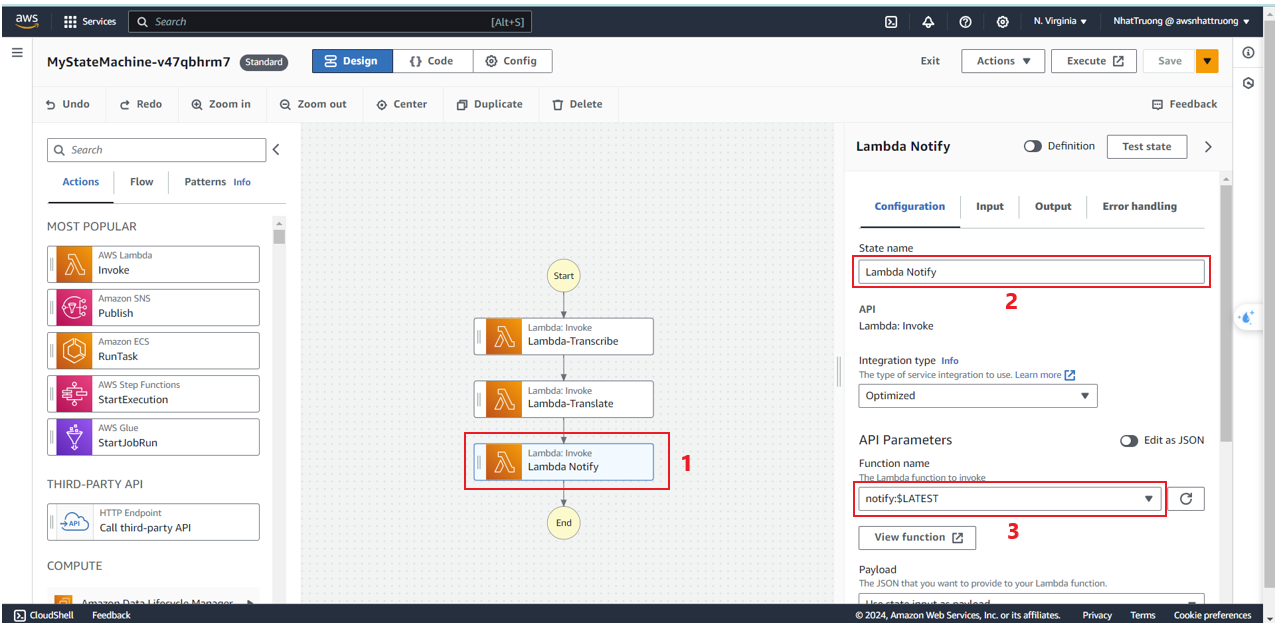 aws Services Search [Alt+S] N. Virginia NhatTruong @ awsnhattruong
MyStateMachine-v47qbhrm7 Standard Design {} Code Config Exit Actions Execute Save
Undo Redo Zoom in Zoom out Center Duplicate Delete Feedback
Search
Actions Flow Patterns Info
MOST POPULAR
AWS Lambda
Invoke
Amazon SNS
Publish
Amazon ECS
RunTask
AWS Step Functions
StartExecution
AWS Glue
StartJobRun
THIRD-PARTY API
HTTP Endpoint
API
Call third-party API
COMPUTE
Amazon Data Lifecycle Manager
Start
Lambda: Invoke
Lambda-Transcribe
Lambda: Invoke
Lambda-Translate
Lambda: Invoke
Lambda Notify
1
End
Lambda Notify Definition Test state
Configuration Input Output Error handling
State name
Lambda Notify
2
API
Lambda: Invoke
Integration type Info
The type of service integration to use. Learn more
Optimized
API Parameters Edit as JSON
Function name
The Lambda function to invoke
notify:$LATEST
View function
3
Payload
The JSON that you want to provide to your Lambda function.
Use state input as payload
CloudShell Feedback © 2024, Amazon Web Services, Inc. or its affiliates. Privacy Terms Cookie preferences